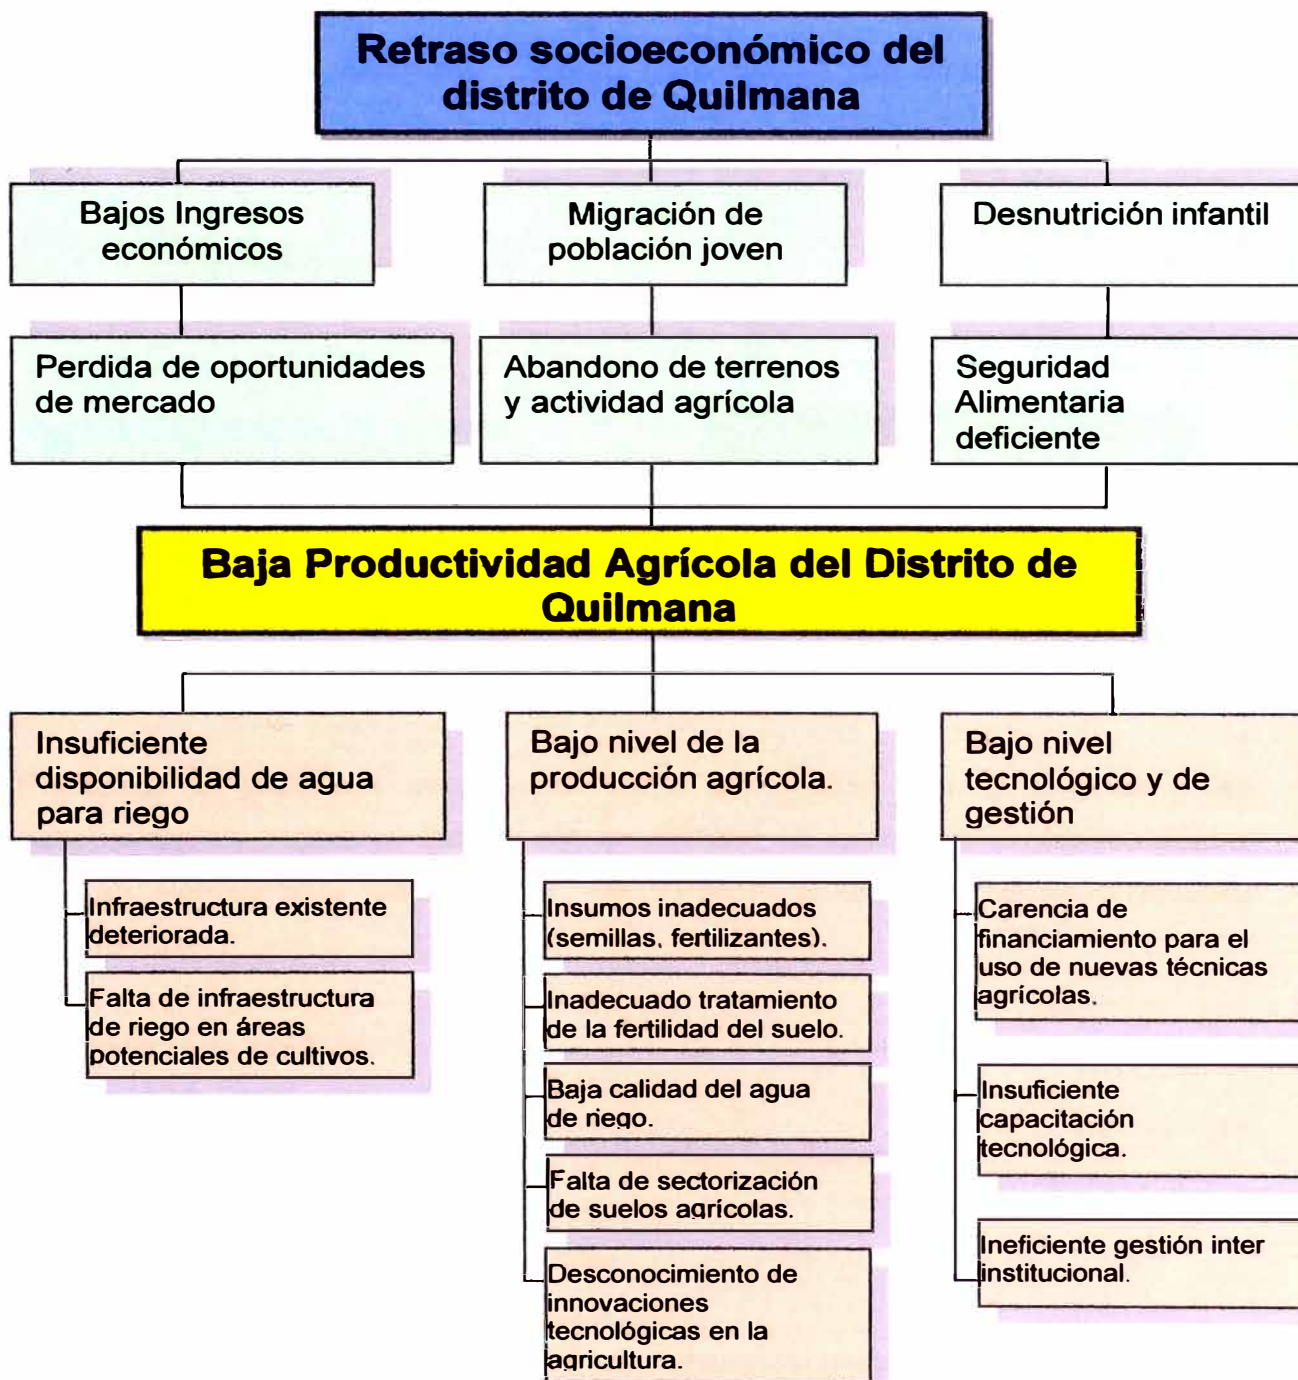 Retraso socioeconómico del
distrito de Quilmana
Bajos Ingresos
económicos
Migración de
población joven
Desnutrición infantil
Perdida de oportunidades
de mercado
Abandono de terrenos
y actividad agrícola
Seguridad
Alimentaria
deficiente
Baja Productividad Agrícola del Distrito de
Quilmana
Insuficiente
disponibilidad de agua
para riego
Infraestructura existente
deteriorada.
Falta de infraestructura
de riego en áreas
potenciales de cultivos.
Bajo nivel de la
producción agrícola.
Insumos inadecuados
(semillas, fertilizantes).
Inadecuado tratamiento
de la fertilidad del suelo.
Baja calidad del agua
de riego.
Falta de sectorización
de suelos agrícolas.
Desconocimiento de
innovaciones
tecnológicas en la
agricultura.
Bajo nivel
tecnológico y de
gestión
Carencia de
financiamiento para el
uso de nuevas técnicas
agrícolas.
Insuficiente
capacitación
tecnológica.
Ineficiente gestión inter
institucional.